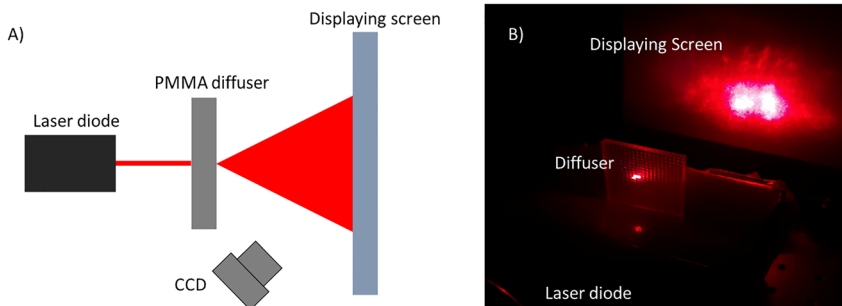 A)
Displaying screen
PMMA diffuser
Laser diode
CCD
B)
Displaying Screen
Diffuser
Laser diode